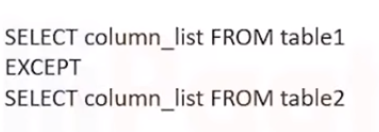 SELECT column_list FROM table1
EXCEPT
SELECT column_list FROM table2